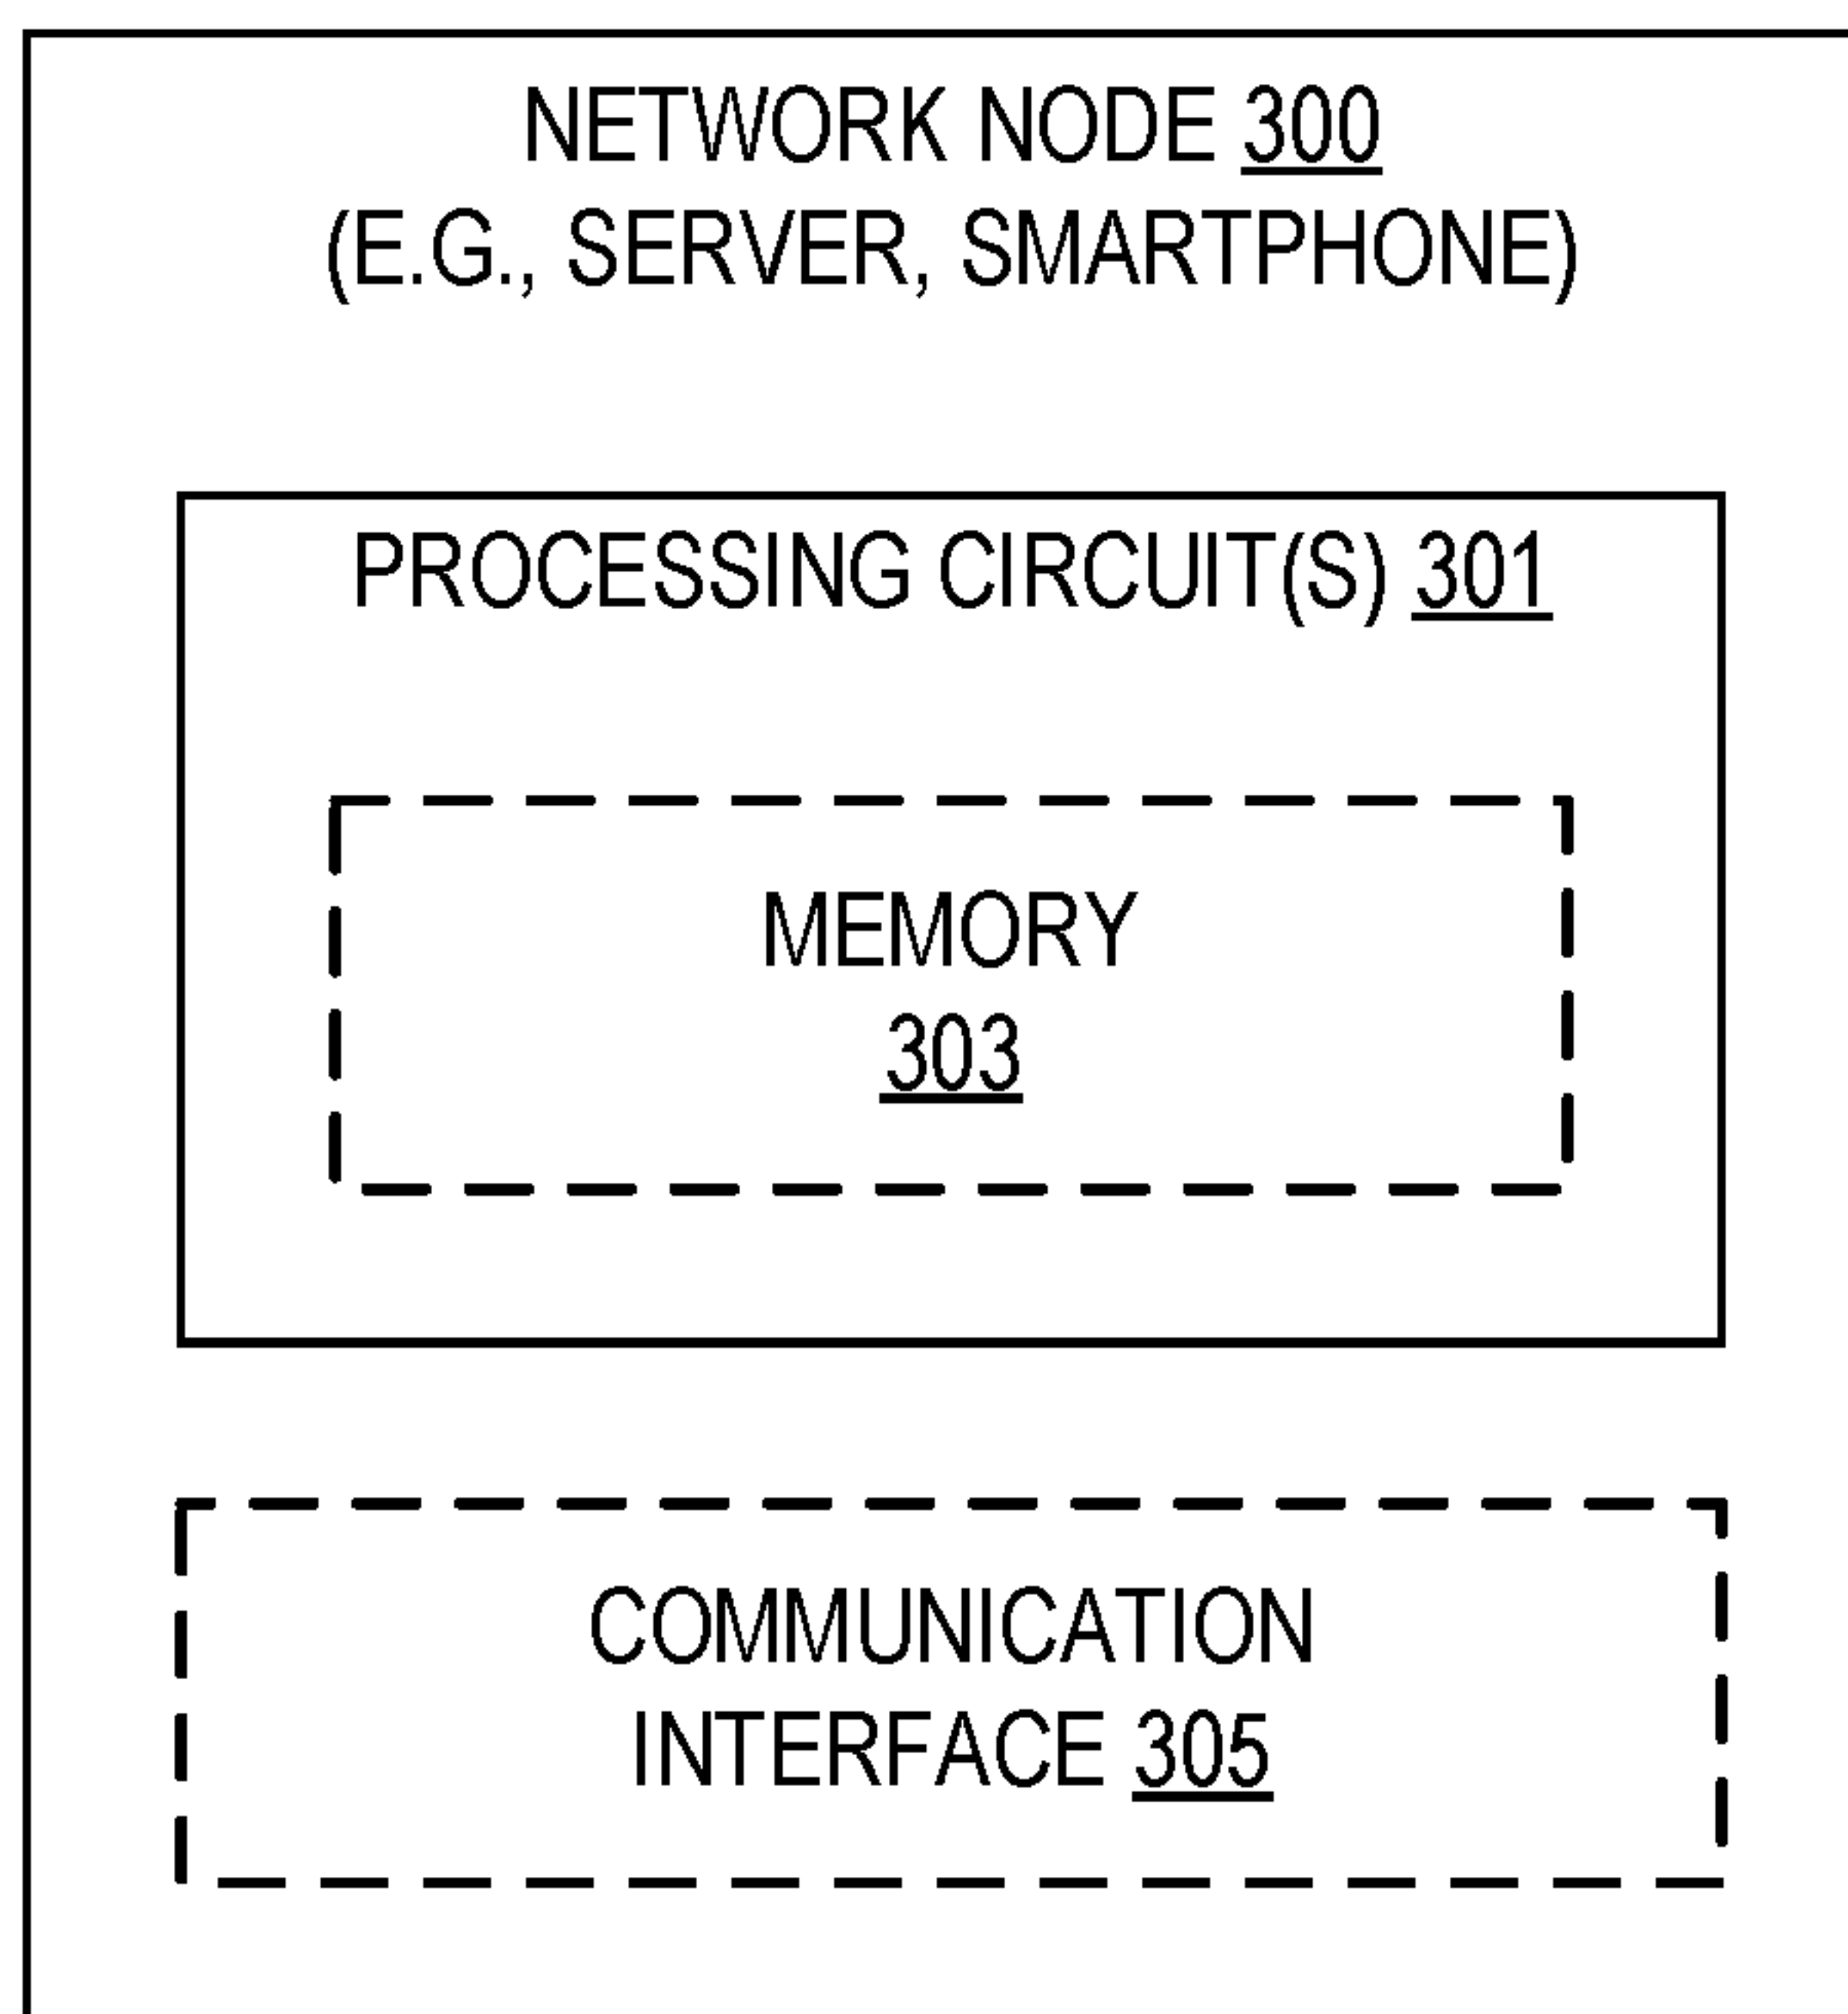 NETWORK NODE 300
(E.G., SERVER, SMARTPHONE)
PROCESSING CIRCUIT(S) 301
MEMORY
303
COMMUNICATION
INTERFACE 305